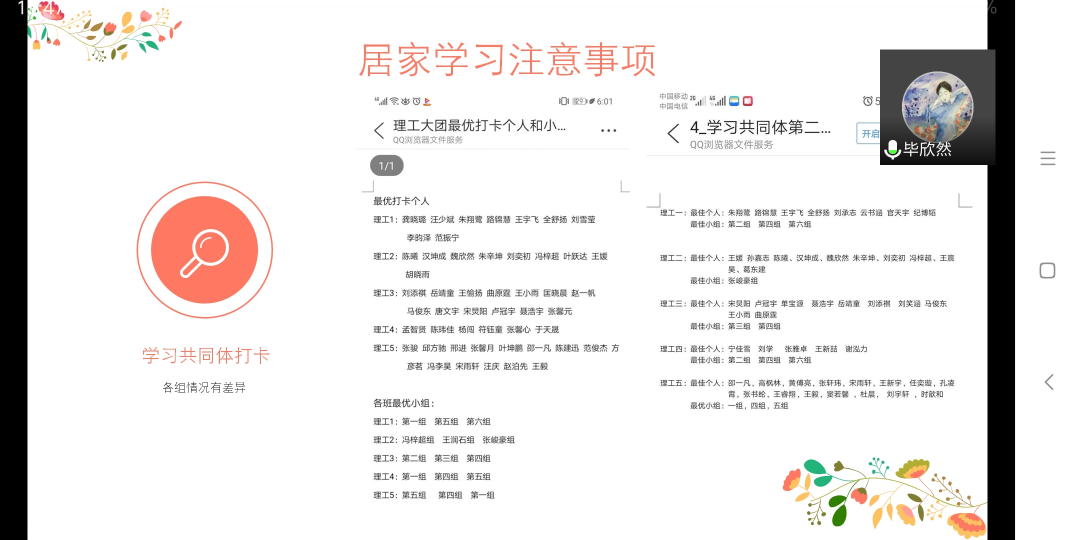 居家学习注意事项
6:01
理工大团最优打卡个人和小...
QQ浏览器文件服务
1/1
最优打卡个人
理工1: 龚晓璐 汪少斌 朱翔鹭 路锦慧 王宇飞 全舒扬 刘雪莹
李昀泽 范振宁
理工2: 陈曦 汉坤成 魏欣然 朱辛坤 刘奕初 冯梓超 叶跃达 王媛
胡晓雨
理工3: 刘添祺 岳靖童 王愉扬 曲原霆 王小雨 匡晓晨 赵一帆
马俊东 唐文宇 宋炅阳 卢冠宇 聂浩宇 张馨元
理工4: 孟智贤 陈玮佳 杨闯 符钰童 张馨心 于天晟
理工5: 张骏 邱方驰 邢进 张馨月 叶坤鹏 邵一凡 陈建迅 范俊杰 方
彦茗 冯李昊 宋雨轩 汪庆 赵泊先 王毅
各班最优小组:
理工1: 第一组 第五组 第六组
理工2: 冯梓超组 王润石组 张峻豪组
理工3: 第二组 第三组 第四组
理工4: 第一组 第四组 第五组
理工5: 第五组 第四组 第一组
中国移动
中国电信
4_学习共同体第二...
QQ浏览器文件服务
开启
毕欣然
理工一: 最佳个人: 朱翔鹭 路锦慧 王宇飞 全舒扬 刘承志 云书涵 官天宇 纪博韬
最佳小组: 第二组 第四组 第六组
理工二: 最佳个人: 王媛 孙嘉志 陈曦、汉坤成、魏欣然 朱辛坤、刘奕初 冯梓超、王宸
昊、葛东建
最佳小组: 张峻豪组
理工三: 最佳个人: 宋炅阳 卢冠宇 单宝源 聂浩宇 岳靖童 刘添祺 刘芙涵 马俊东
王小雨 曲原霆
最佳小组: 第三组 第四组
理工四: 最佳个人: 宁佳雪 刘学 张雅卓 王新喆 谢泓力
最佳小组: 第二组 第四组 第六组
理工五: 最佳个人: 邵一凡, 高枫林, 黄傅亮, 张轩玮, 宋雨轩, 王新宇, 任奕璇, 孔凌
霄, 张书绘, 王睿翔, 王毅, 窦若馨 , 杜晨, 刘宇轩 , 时歆和
最优小组: 一组, 四组, 五组
学习共同体打卡
各组情况有差异